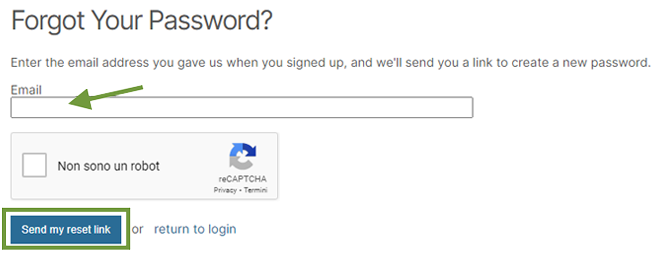 Forgot Your Password?
Enter the email address you gave us when you signed up, and we'll send you a link to create a new password.
Email
Non sono un robot
reCAPTCHA
Privacy • Termini
Send my reset link or return to login